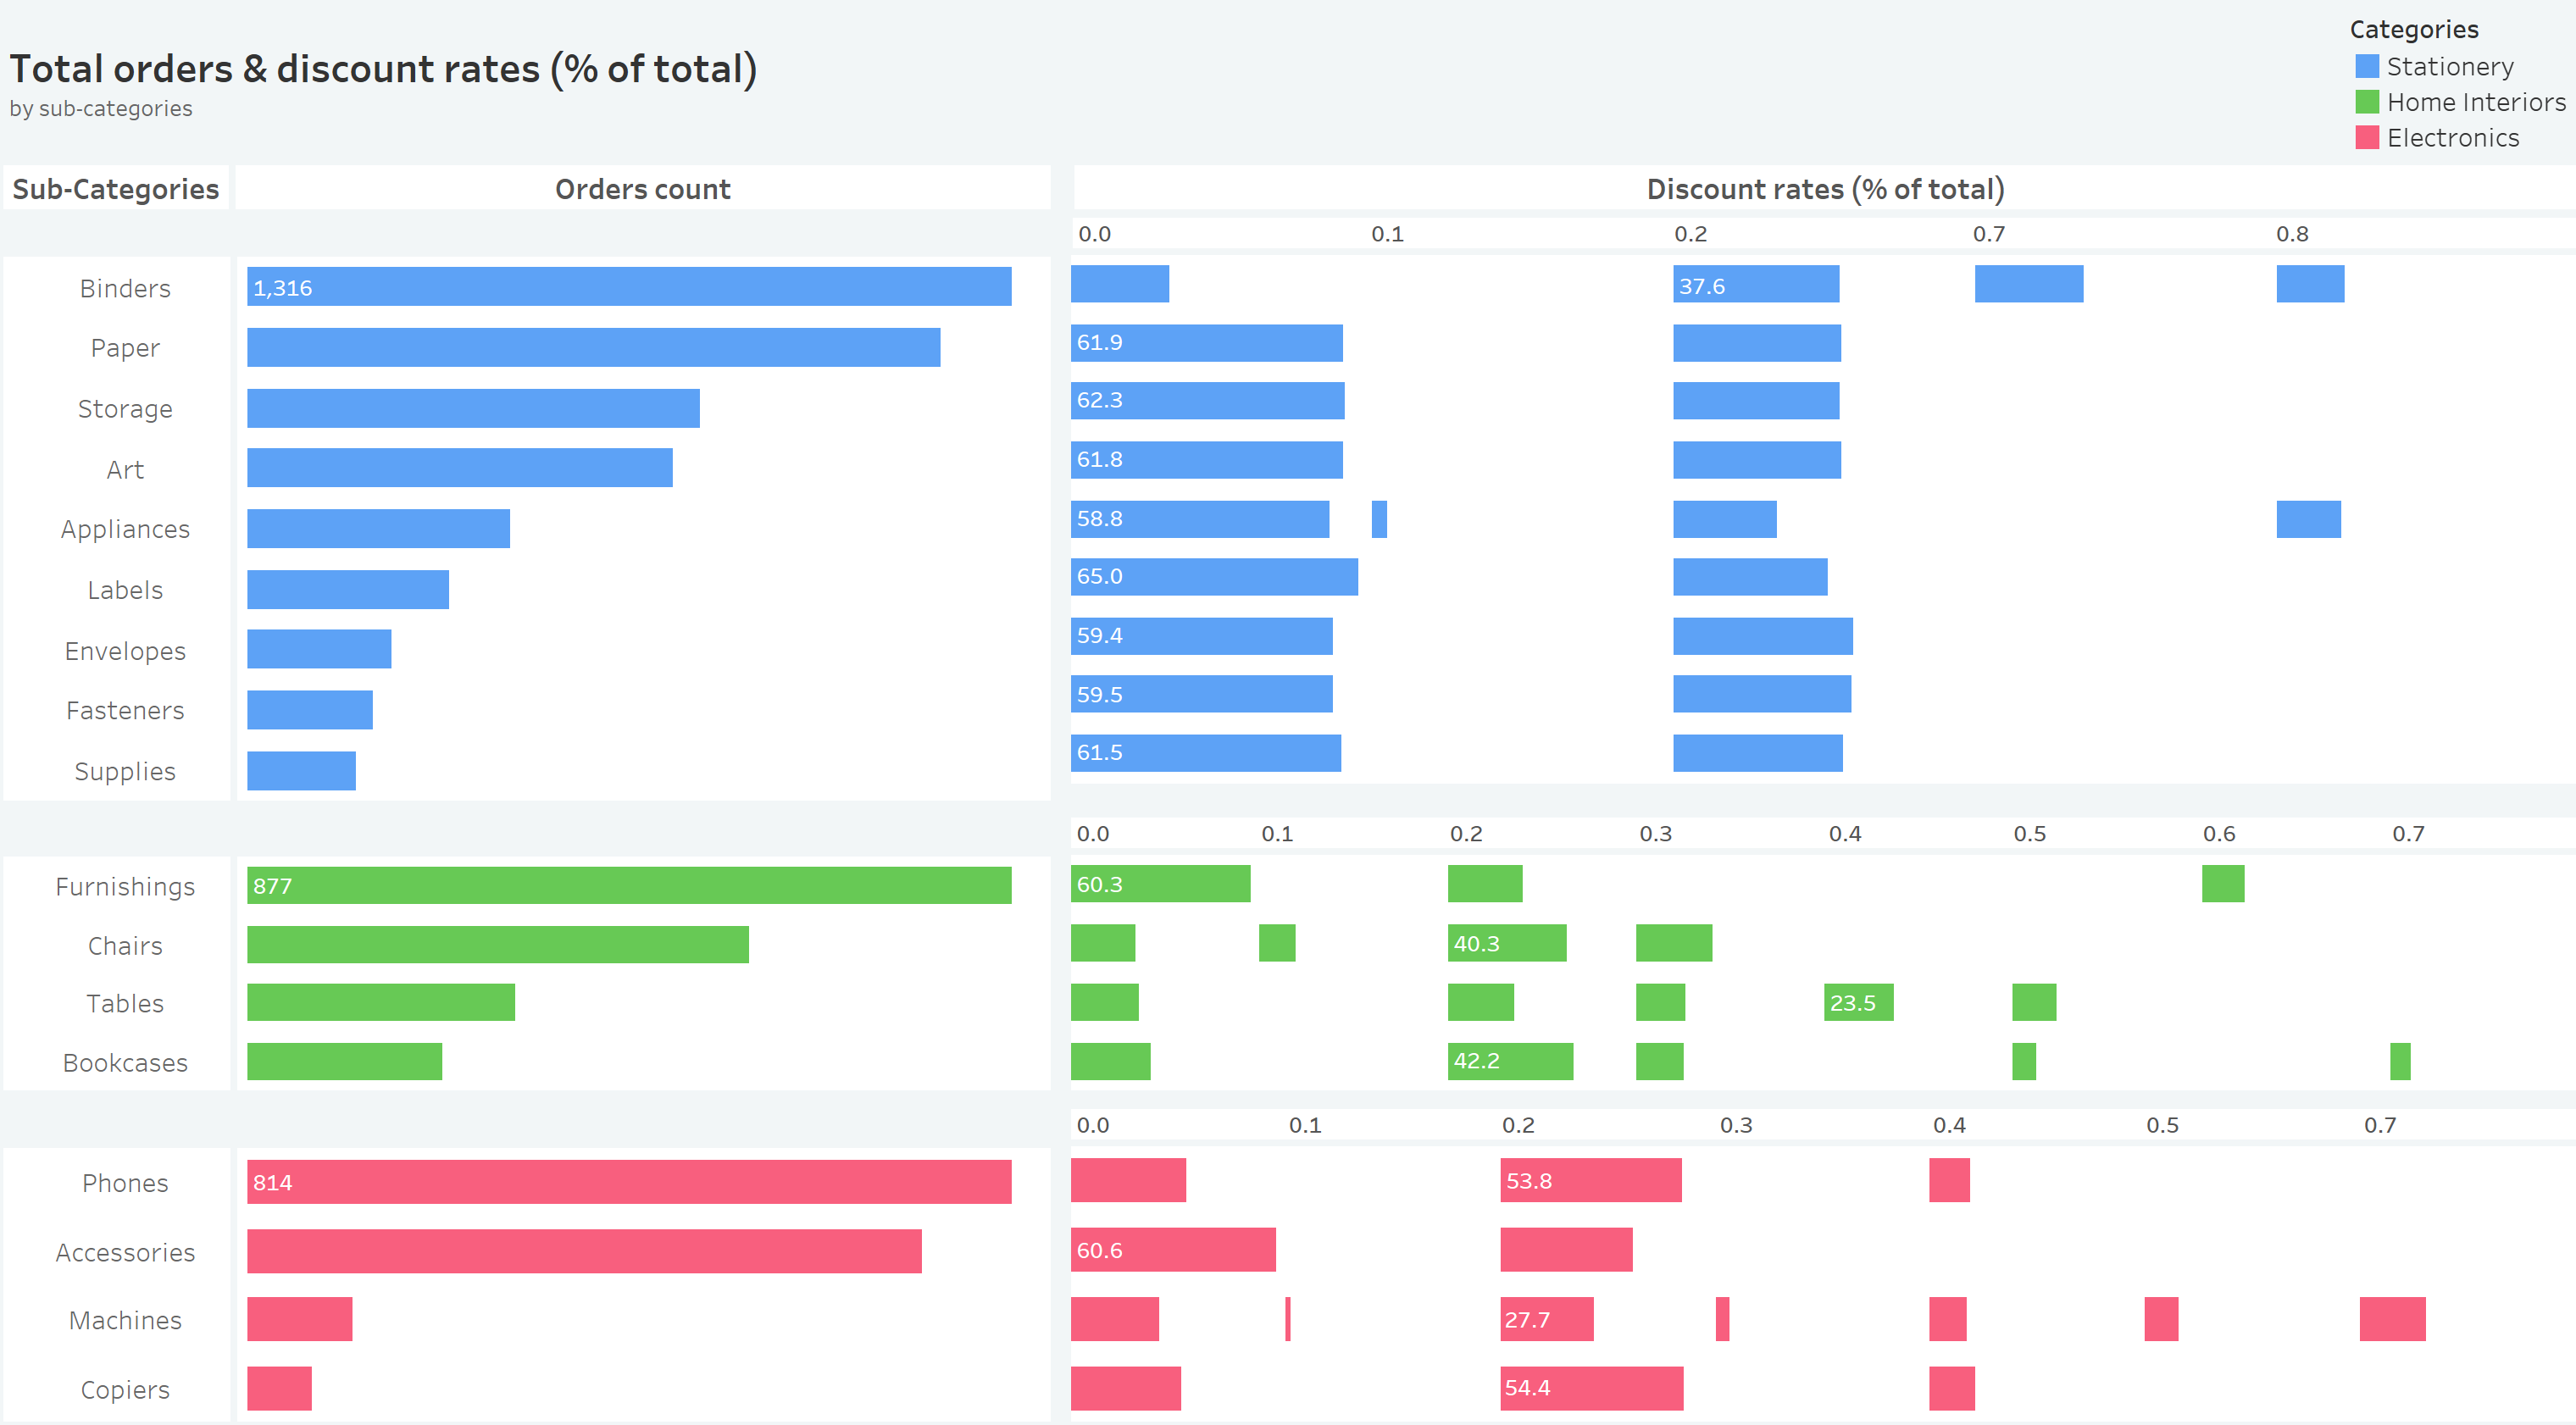 Categories
Total orders & discount rates (% of total)
by sub-categories
Stationery
Home Interiors
Electronics
Sub-Categories Orders count Discount rates (% of total)
0.0 0.1 0.2 0.7 0.8
Binders 1,316 37.6
Paper 61.9
Storage 62.3
Art 61.8
Appliances 58.8
Labels 65.0
Envelopes 59.4
Fasteners 59.5
Supplies 61.5
0.0 0.1 0.2 0.3 0.4 0.5 0.6 0.7
Furnishings 877 60.3
Chairs 40.3
Tables 23.5
Bookcases 42.2
0.0 0.1 0.2 0.3 0.4 0.5 0.7
Phones 814 53.8
Accessories 60.6
Machines 27.7
Copiers 54.4